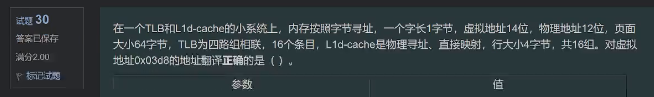 试题 30
答案已保存
满分2.00
标记试题
在一个TLB和L1d-cache的小系统上，内存按照字节寻址，一个字长1字节，虚拟地址14位，物理地址12位，页面
大小64字节，TLB为四路组相联，16个条目，L1d-cache是物理寻址、直接映射，行大小4字节，共16组。对虚拟
地址0x03d8的地址翻译正确的是（ ）。
参数 值